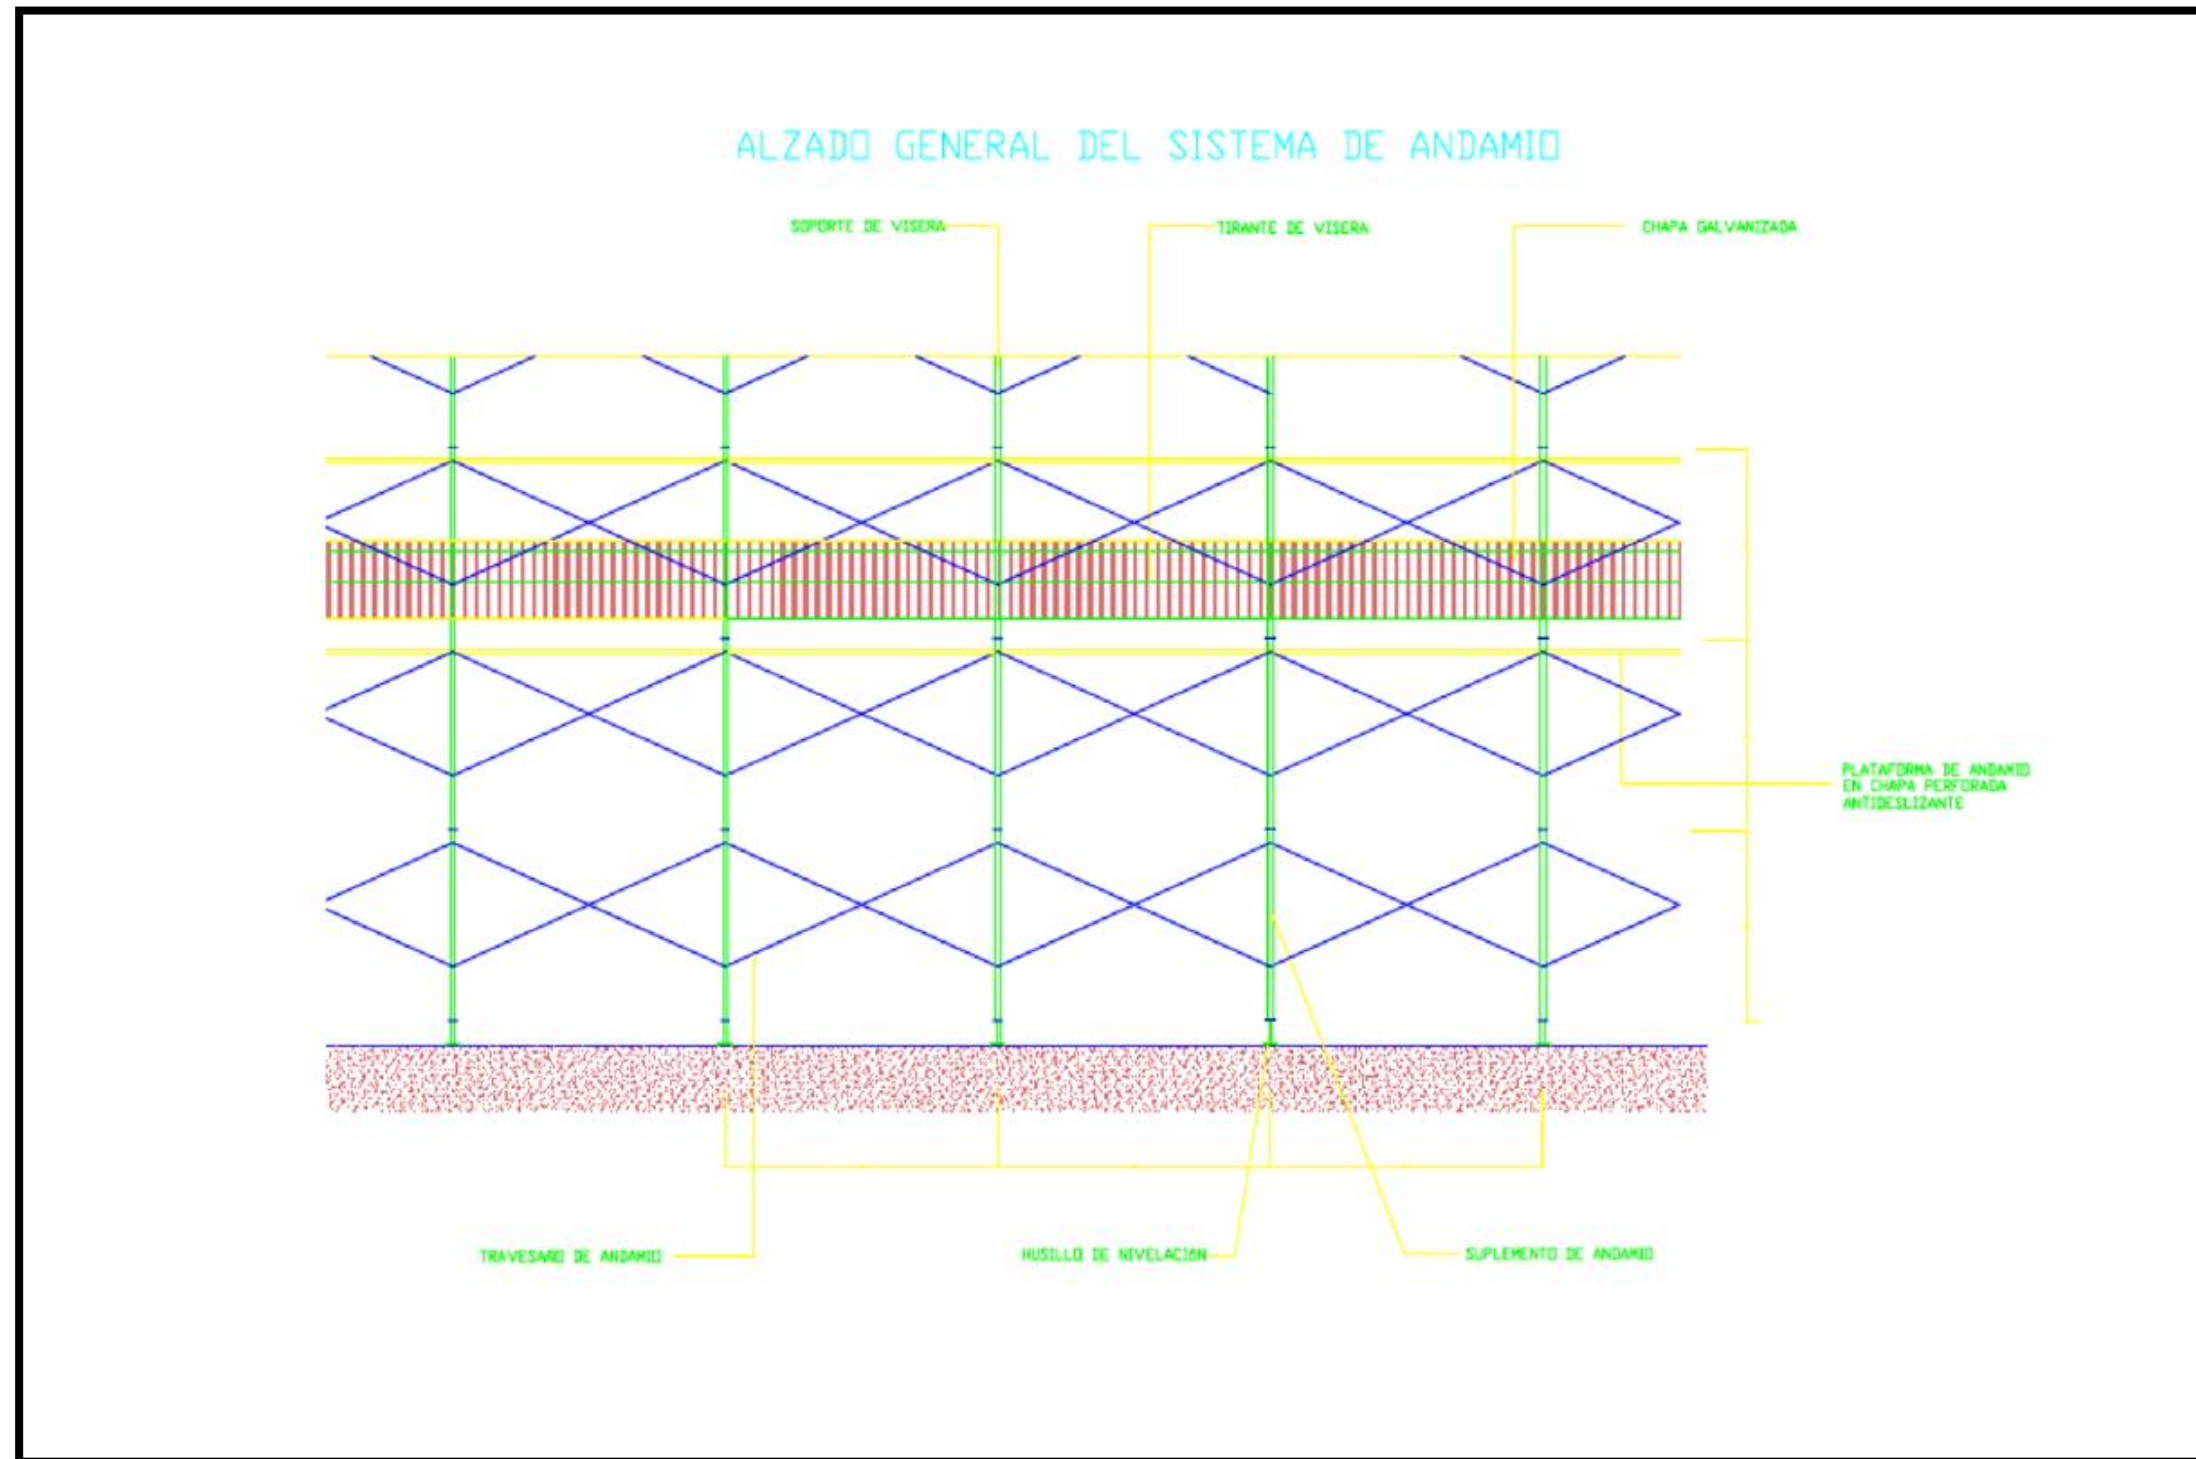 ALZADO GENERAL DEL SISTEMA DE ANDAMIO
SOPORTE DE VISERA
TIRANTE DE VISERA
CHAPA GALVANIZADA
PLATAFORMA DE ANDAMIO
EN CHAPA PERFORADA
ANTIDESLIZANTE
TRAVESAÑO DE ANDAMIO
HUSILLO DE NIVELACIÓN
SUPLEMENTO DE ANDAMIO